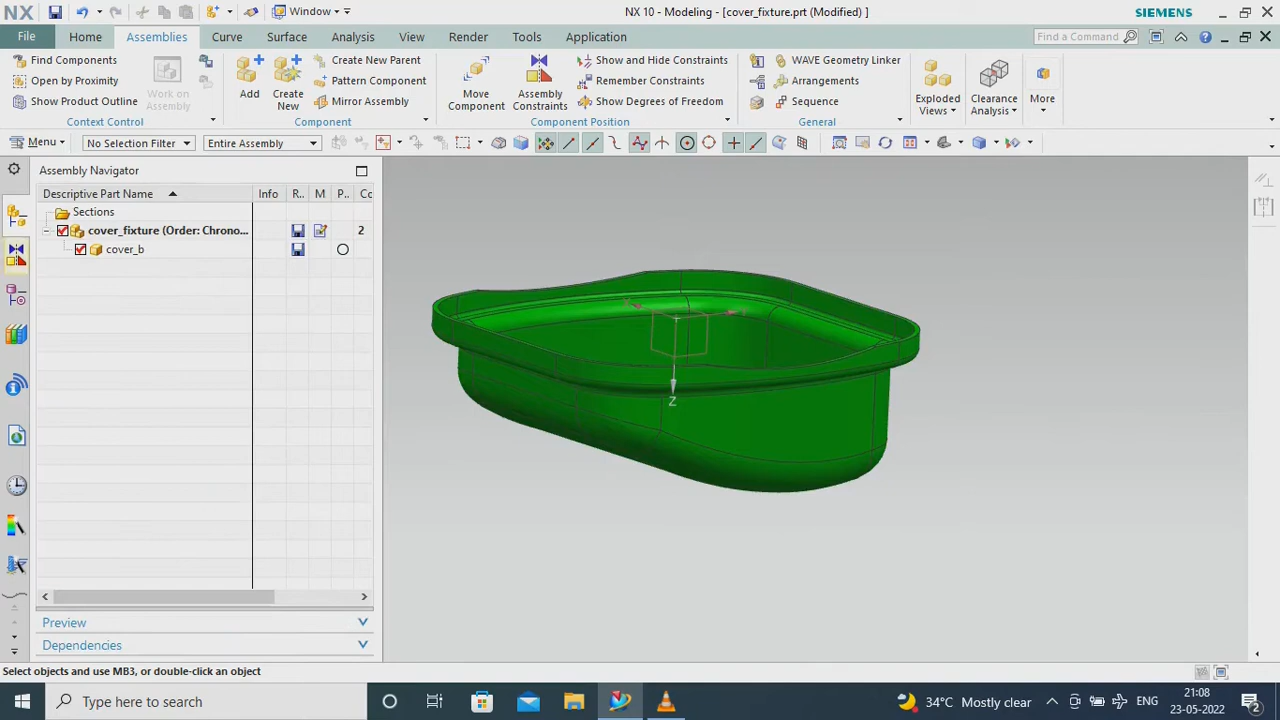 NX
Window
NX 10 - Modeling - [cover_fixture.prt (Modified) ]
SIEMENS
File
Home
Assemblies
Curve
Surface
Analysis
View
Render
Tools
Application
Find a Command
Find Components
Open by Proximity
Show Product Outline
Context Control
Work on
Assembly
Add
Create
New
Create New Parent
Pattern Component
Mirror Assembly
Component
Move
Component
Assembly
Constraints
Show and Hide Constraints
Remember Constraints
Show Degrees of Freedom
Component Position
WAVE Geometry Linker
Arrangements
Sequence
General
Exploded
Views
Clearance
Analysis
More
Menu
No Selection Filter
Entire Assembly
Assembly Navigator
Descriptive Part Name
Info
R..
M
P..
Co
Sections
cover_fixture (Order: Chrono...
2
cover_b
Z
Preview
Dependencies
Select objects and use MB3, or double-click an object
Type here to search
34°C Mostly clear
ENG
21:08
23-05-2022
2